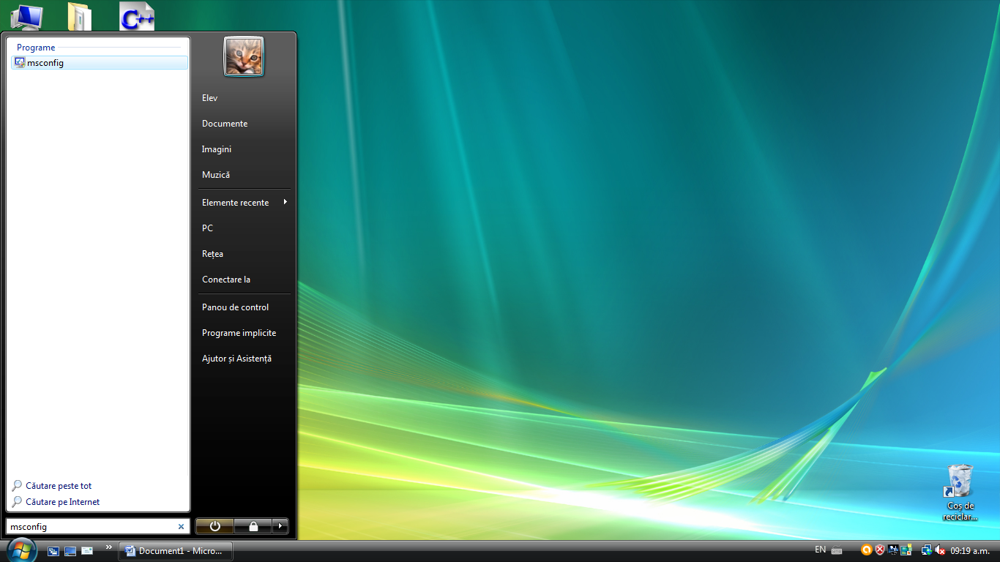 C++
Programe
msconfig
Elev
Documente
Imagini
Muzică
Elemente recente
PC
Rețea
Conectare la
Panou de control
Programe implicite
Ajutor și Asistență
Căutare peste tot
Căutare pe Internet
msconfig
Coș de
reciclar...
Document1 - Micro...
EN
09:19 a.m.